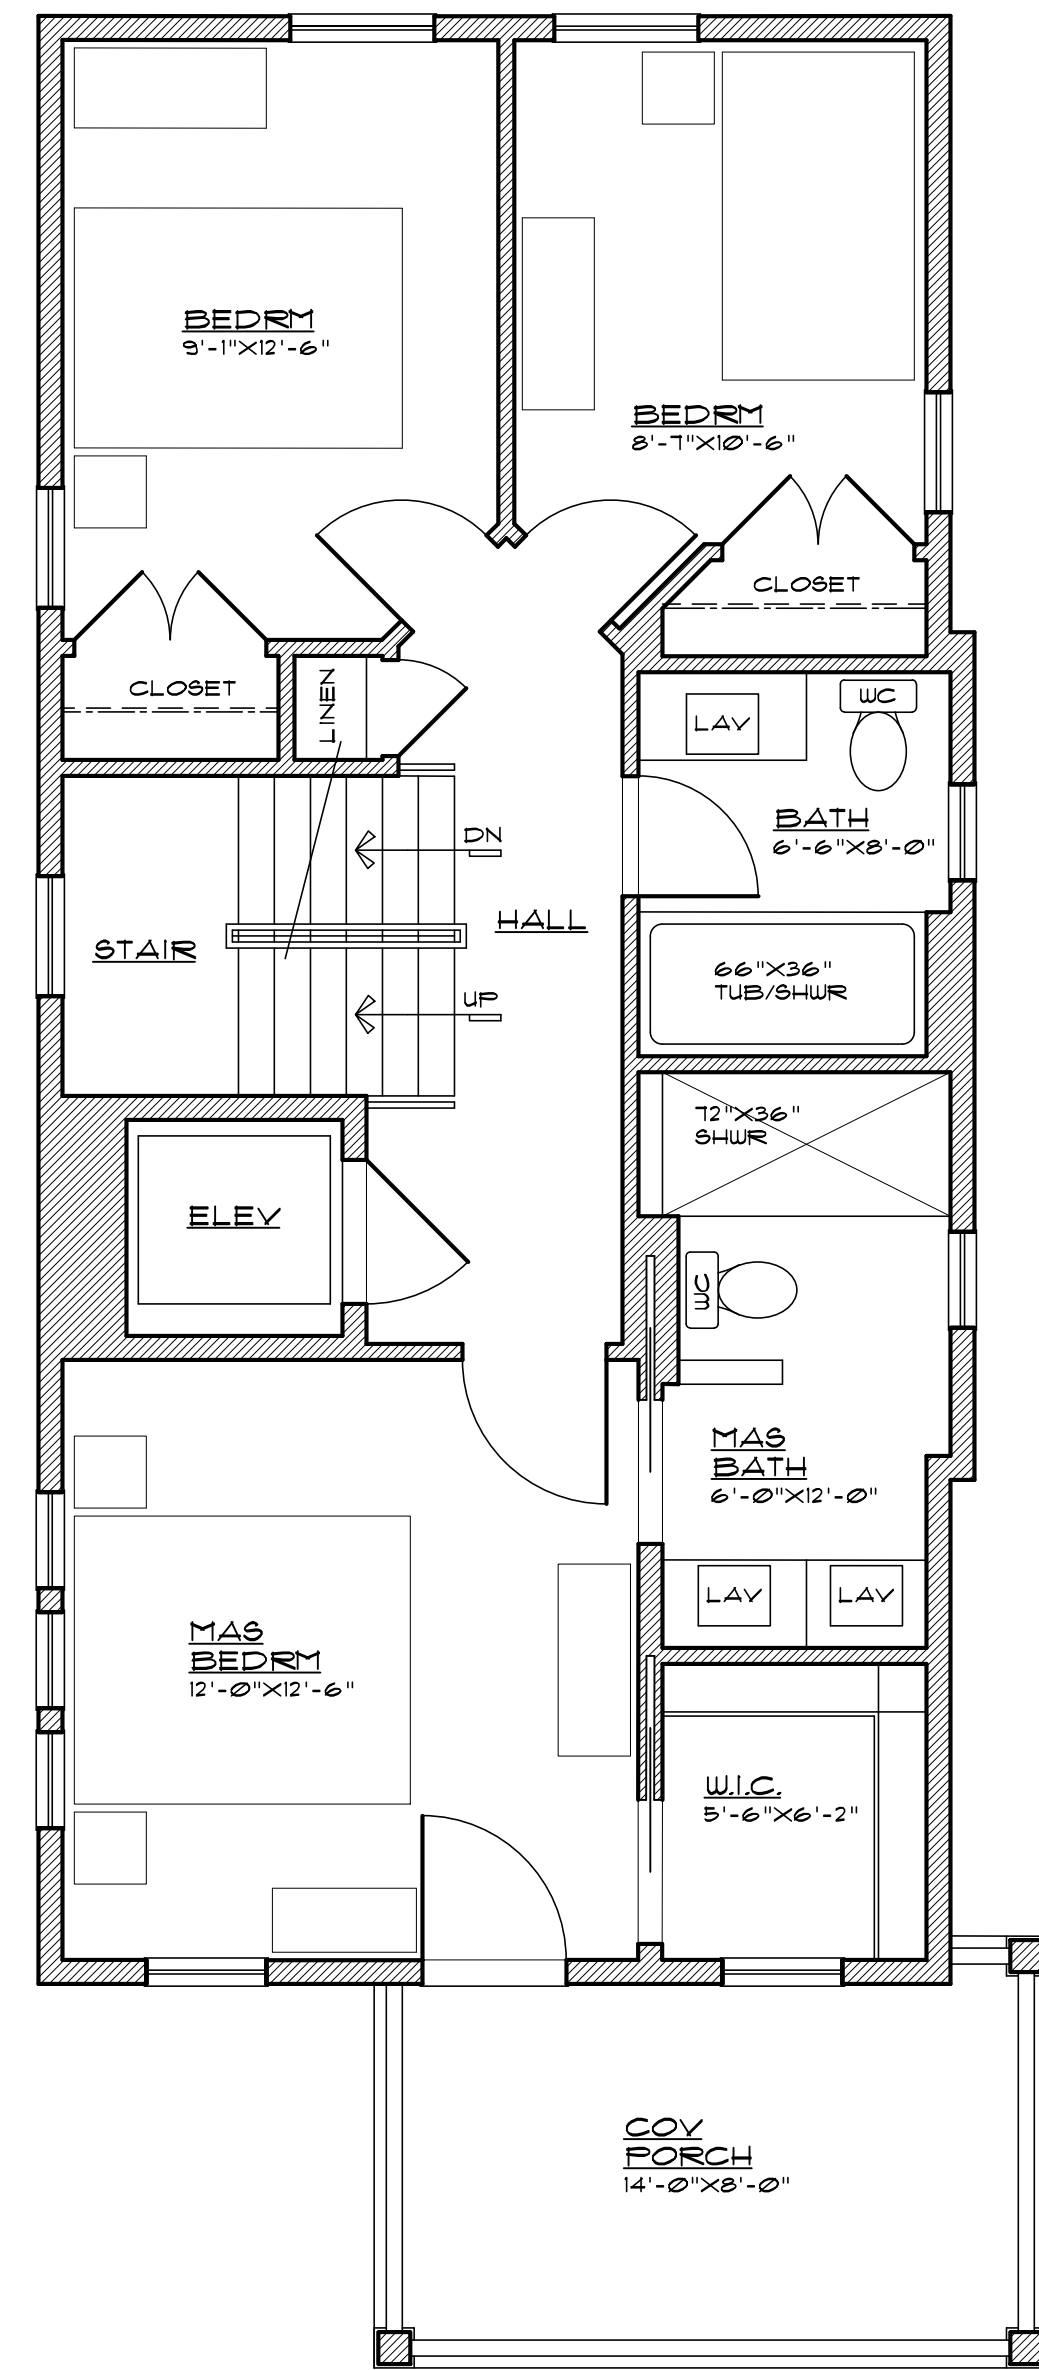 BEDRM
9'-1"X12'-6"
BEDRM
8'-7"X10'-6"
CLOSET
CLOSET
LINEN
LAV
WC
BATH
6'-6"X8'-0"
DN
HALL
STAIR
UP
66"X36"
TUB/SHWR
72"X36"
SHWR
ELEV
WC
MAS
BATH
6'-0"X12'-0"
LAV
LAV
MAS
BEDRM
12'-0"X12'-6"
W.I.C.
5'-6"X6'-2"
COV
PORCH
14'-0"X8'-0"